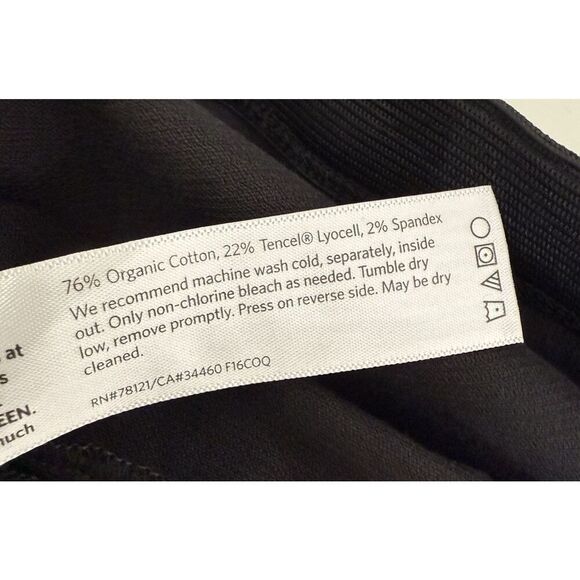 76% Organic Cotton, 22% Tencel® Lyocell, 2% Spandex
We recommend machine wash cold, separately, inside
out. Only non-chlorine bleach as needed. Tumble dry
low, remove promptly. Press on reverse side. May be dry
cleaned.
RN#78121/CA#34460 F16COQ
at
EEN.